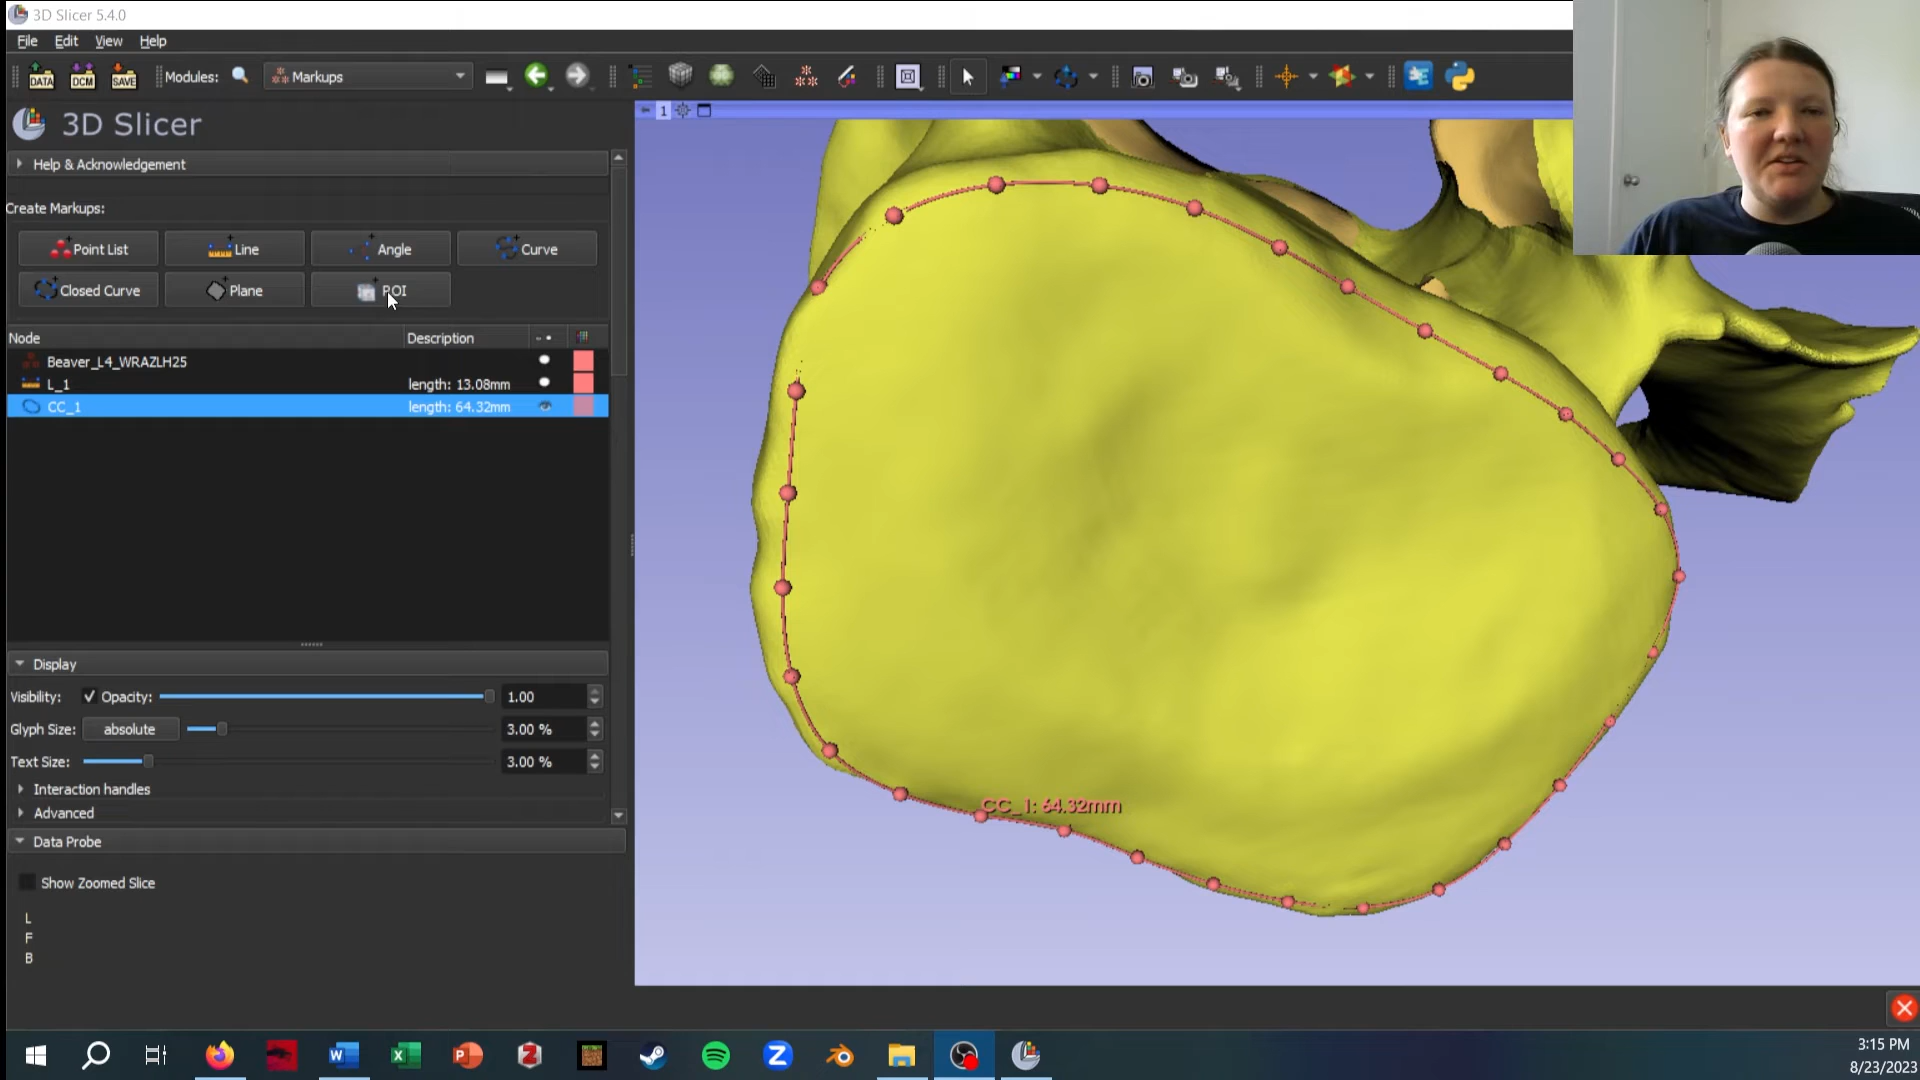 3D Slicer 5.4.0
File Edit View Help
DATA DCM SAVE Modules: Markups
1
3D Slicer
Help & Acknowledgement
Create Markups:
Point List Line Angle Curve
Closed Curve Plane ROI
Node Description
Beaver_L4_WRAZLH25
L_1 length: 13.08mm
CC_1 length: 64.32mm
Display
Visibility: Opacity: 1.00
Glyph Size: absolute 3.00 %
Text Size: 3.00 %
Interaction handles
Advanced
Data Probe
Show Zoomed Slice
L
F
B
CC_1: 64.32mm
3:15 PM
8/23/2023